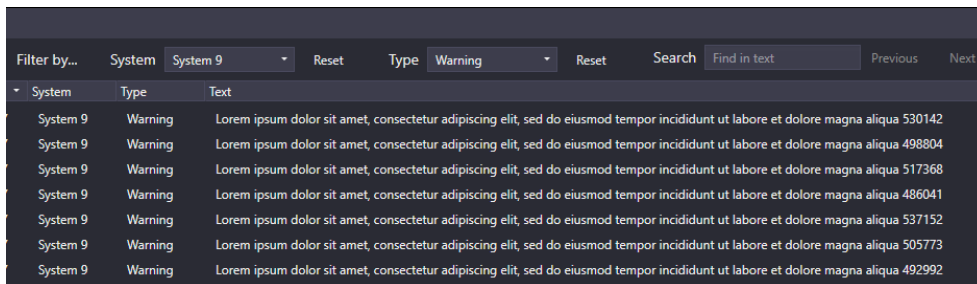 Filter by... System System 9 Reset Type Warning Reset Search Find in text Previous Next
System Type Text
System 9 Warning Lorem ipsum dolor sit amet, consectetur adipiscing elit, sed do eiusmod tempor incididunt ut labore et dolore magna aliqua 530142
System 9 Warning Lorem ipsum dolor sit amet, consectetur adipiscing elit, sed do eiusmod tempor incididunt ut labore et dolore magna aliqua 498804
System 9 Warning Lorem ipsum dolor sit amet, consectetur adipiscing elit, sed do eiusmod tempor incididunt ut labore et dolore magna aliqua 517368
System 9 Warning Lorem ipsum dolor sit amet, consectetur adipiscing elit, sed do eiusmod tempor incididunt ut labore et dolore magna aliqua 486041
System 9 Warning Lorem ipsum dolor sit amet, consectetur adipiscing elit, sed do eiusmod tempor incididunt ut labore et dolore magna aliqua 537152
System 9 Warning Lorem ipsum dolor sit amet, consectetur adipiscing elit, sed do eiusmod tempor incididunt ut labore et dolore magna aliqua 505773
System 9 Warning Lorem ipsum dolor sit amet, consectetur adipiscing elit, sed do eiusmod tempor incididunt ut labore et dolore magna aliqua 492992